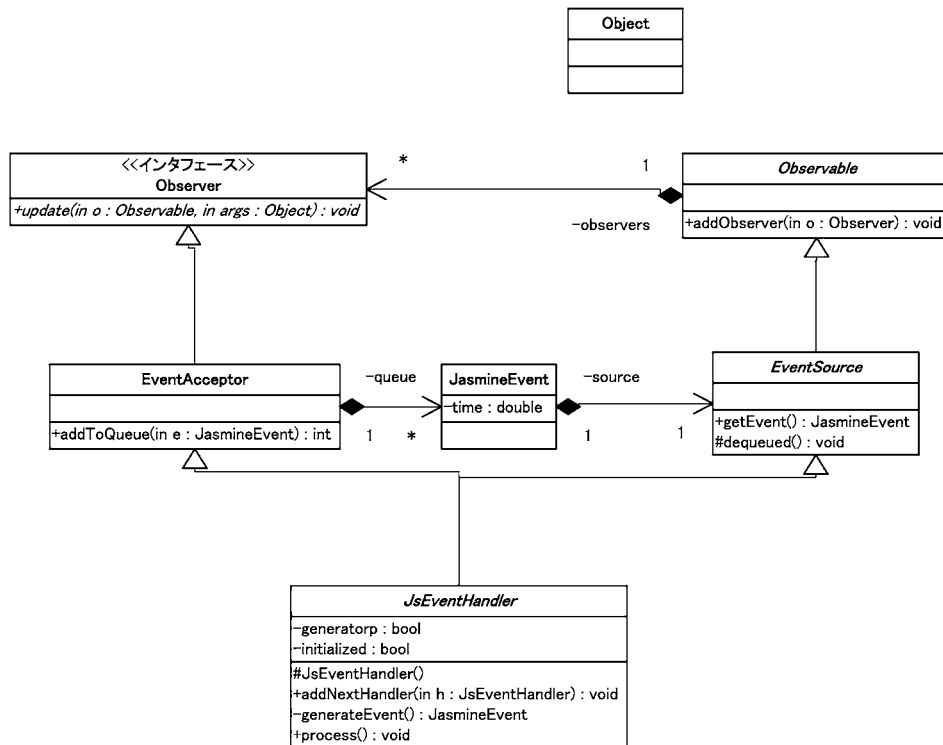 Object
<<インタフェース>>
Observer
+update(in o : Observable, in args : Object) : void
*
1
-observers
Observable
+addObserver(in o : Observer) : void
EventAcceptor
+addToQueue(in e : JasmineEvent) : int
-queue
1
*
JasmineEvent
-time : double
-source
1
1
EventSource
+getEvent() : JasmineEvent
#dequeued() : void
JsEventHandler
-generatorp : bool
-initialized : bool
#JsEventHandler()
+addNextHandler(in h : JsEventHandler) : void
-generateEvent() : JasmineEvent
+process() : void